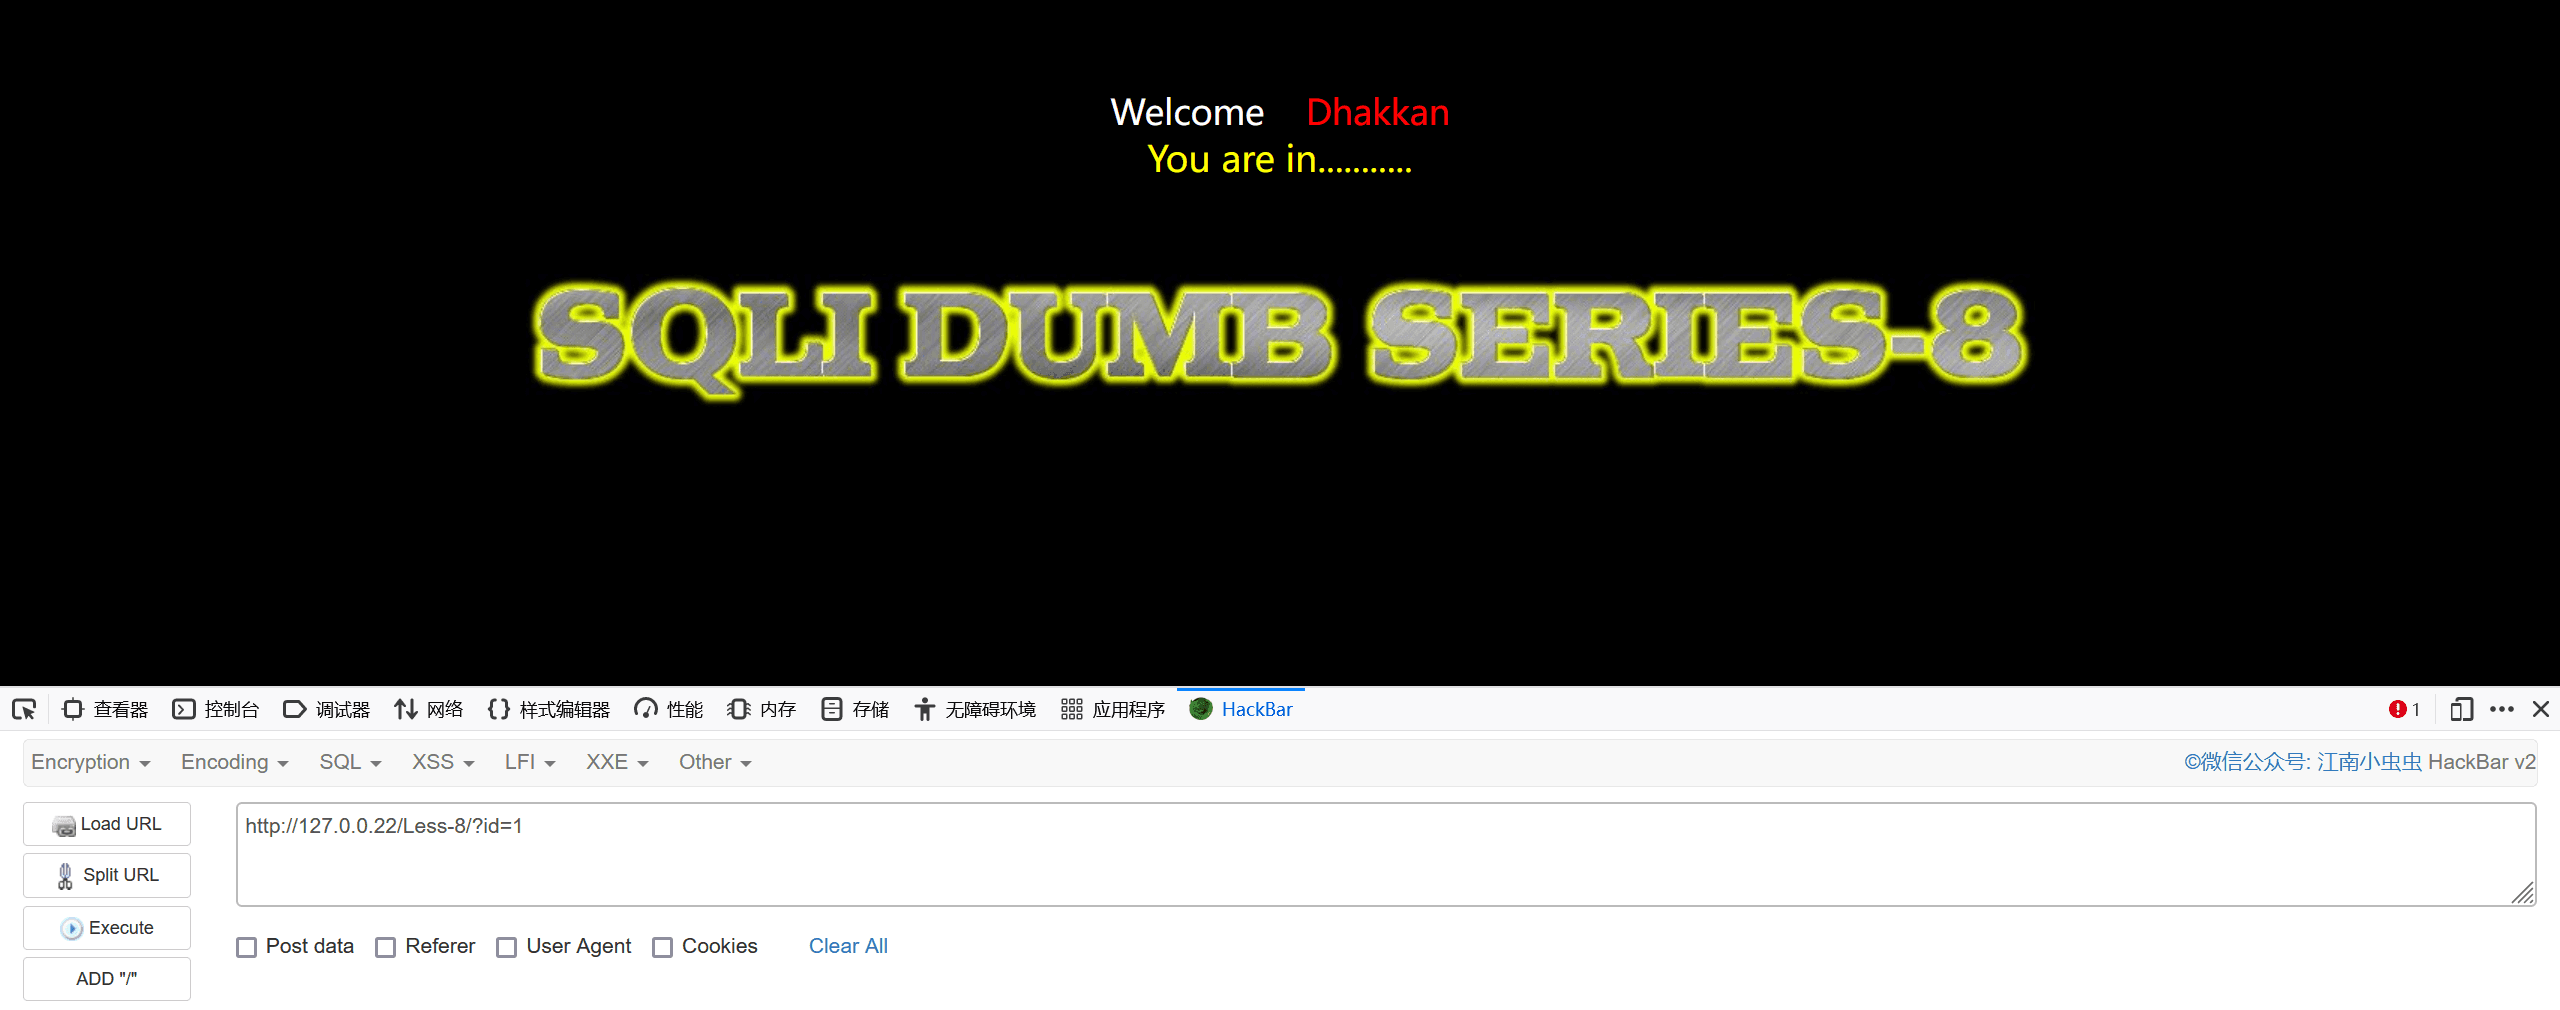 Welcome Dhakkan
You are in...........
SQLI DUMB SERIES-8
查看器 控制台 调试器 网络 样式编辑器 性能 内存 存储 无障碍环境 应用程序 HackBar 1
Encryption Encoding SQL XSS LFI XXE Other ©微信公众号: 江南小虫虫 HackBar v2
Load URL http://127.0.0.22/Less-8/?id=1
Split URL
Execute
Post data Referer User Agent Cookies Clear All
ADD "/"